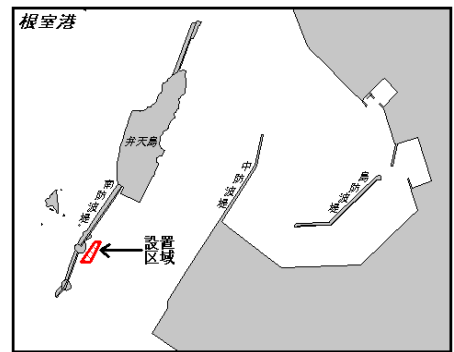 根室港
弁天島
南防波堤
中防波堤
島防波堤
設置
区域